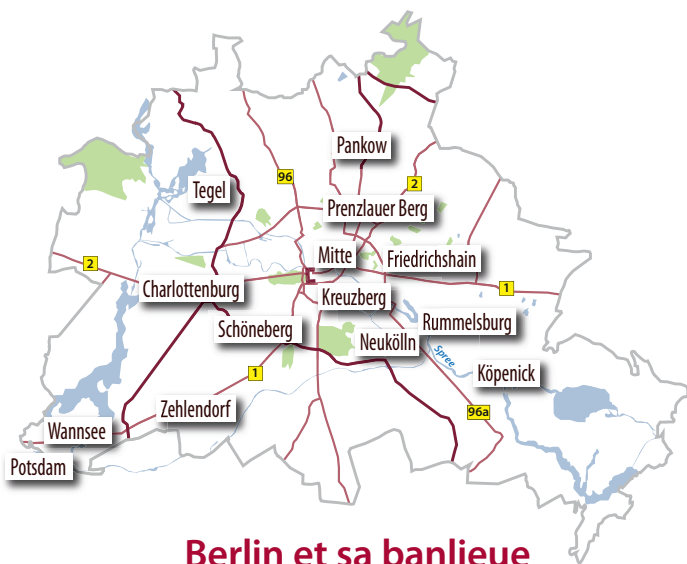 Pankow
96
Tegel
2
Prenzlauer Berg
Mitte
Friedrichshain
2
Charlottenburg
1
Kreuzberg
Schöneberg
Rummelsburg
Neukölln
Spree
1
Köpenick
Zehlendorf
96a
Wannsee
Potsdam
Berlin et sa banlieue